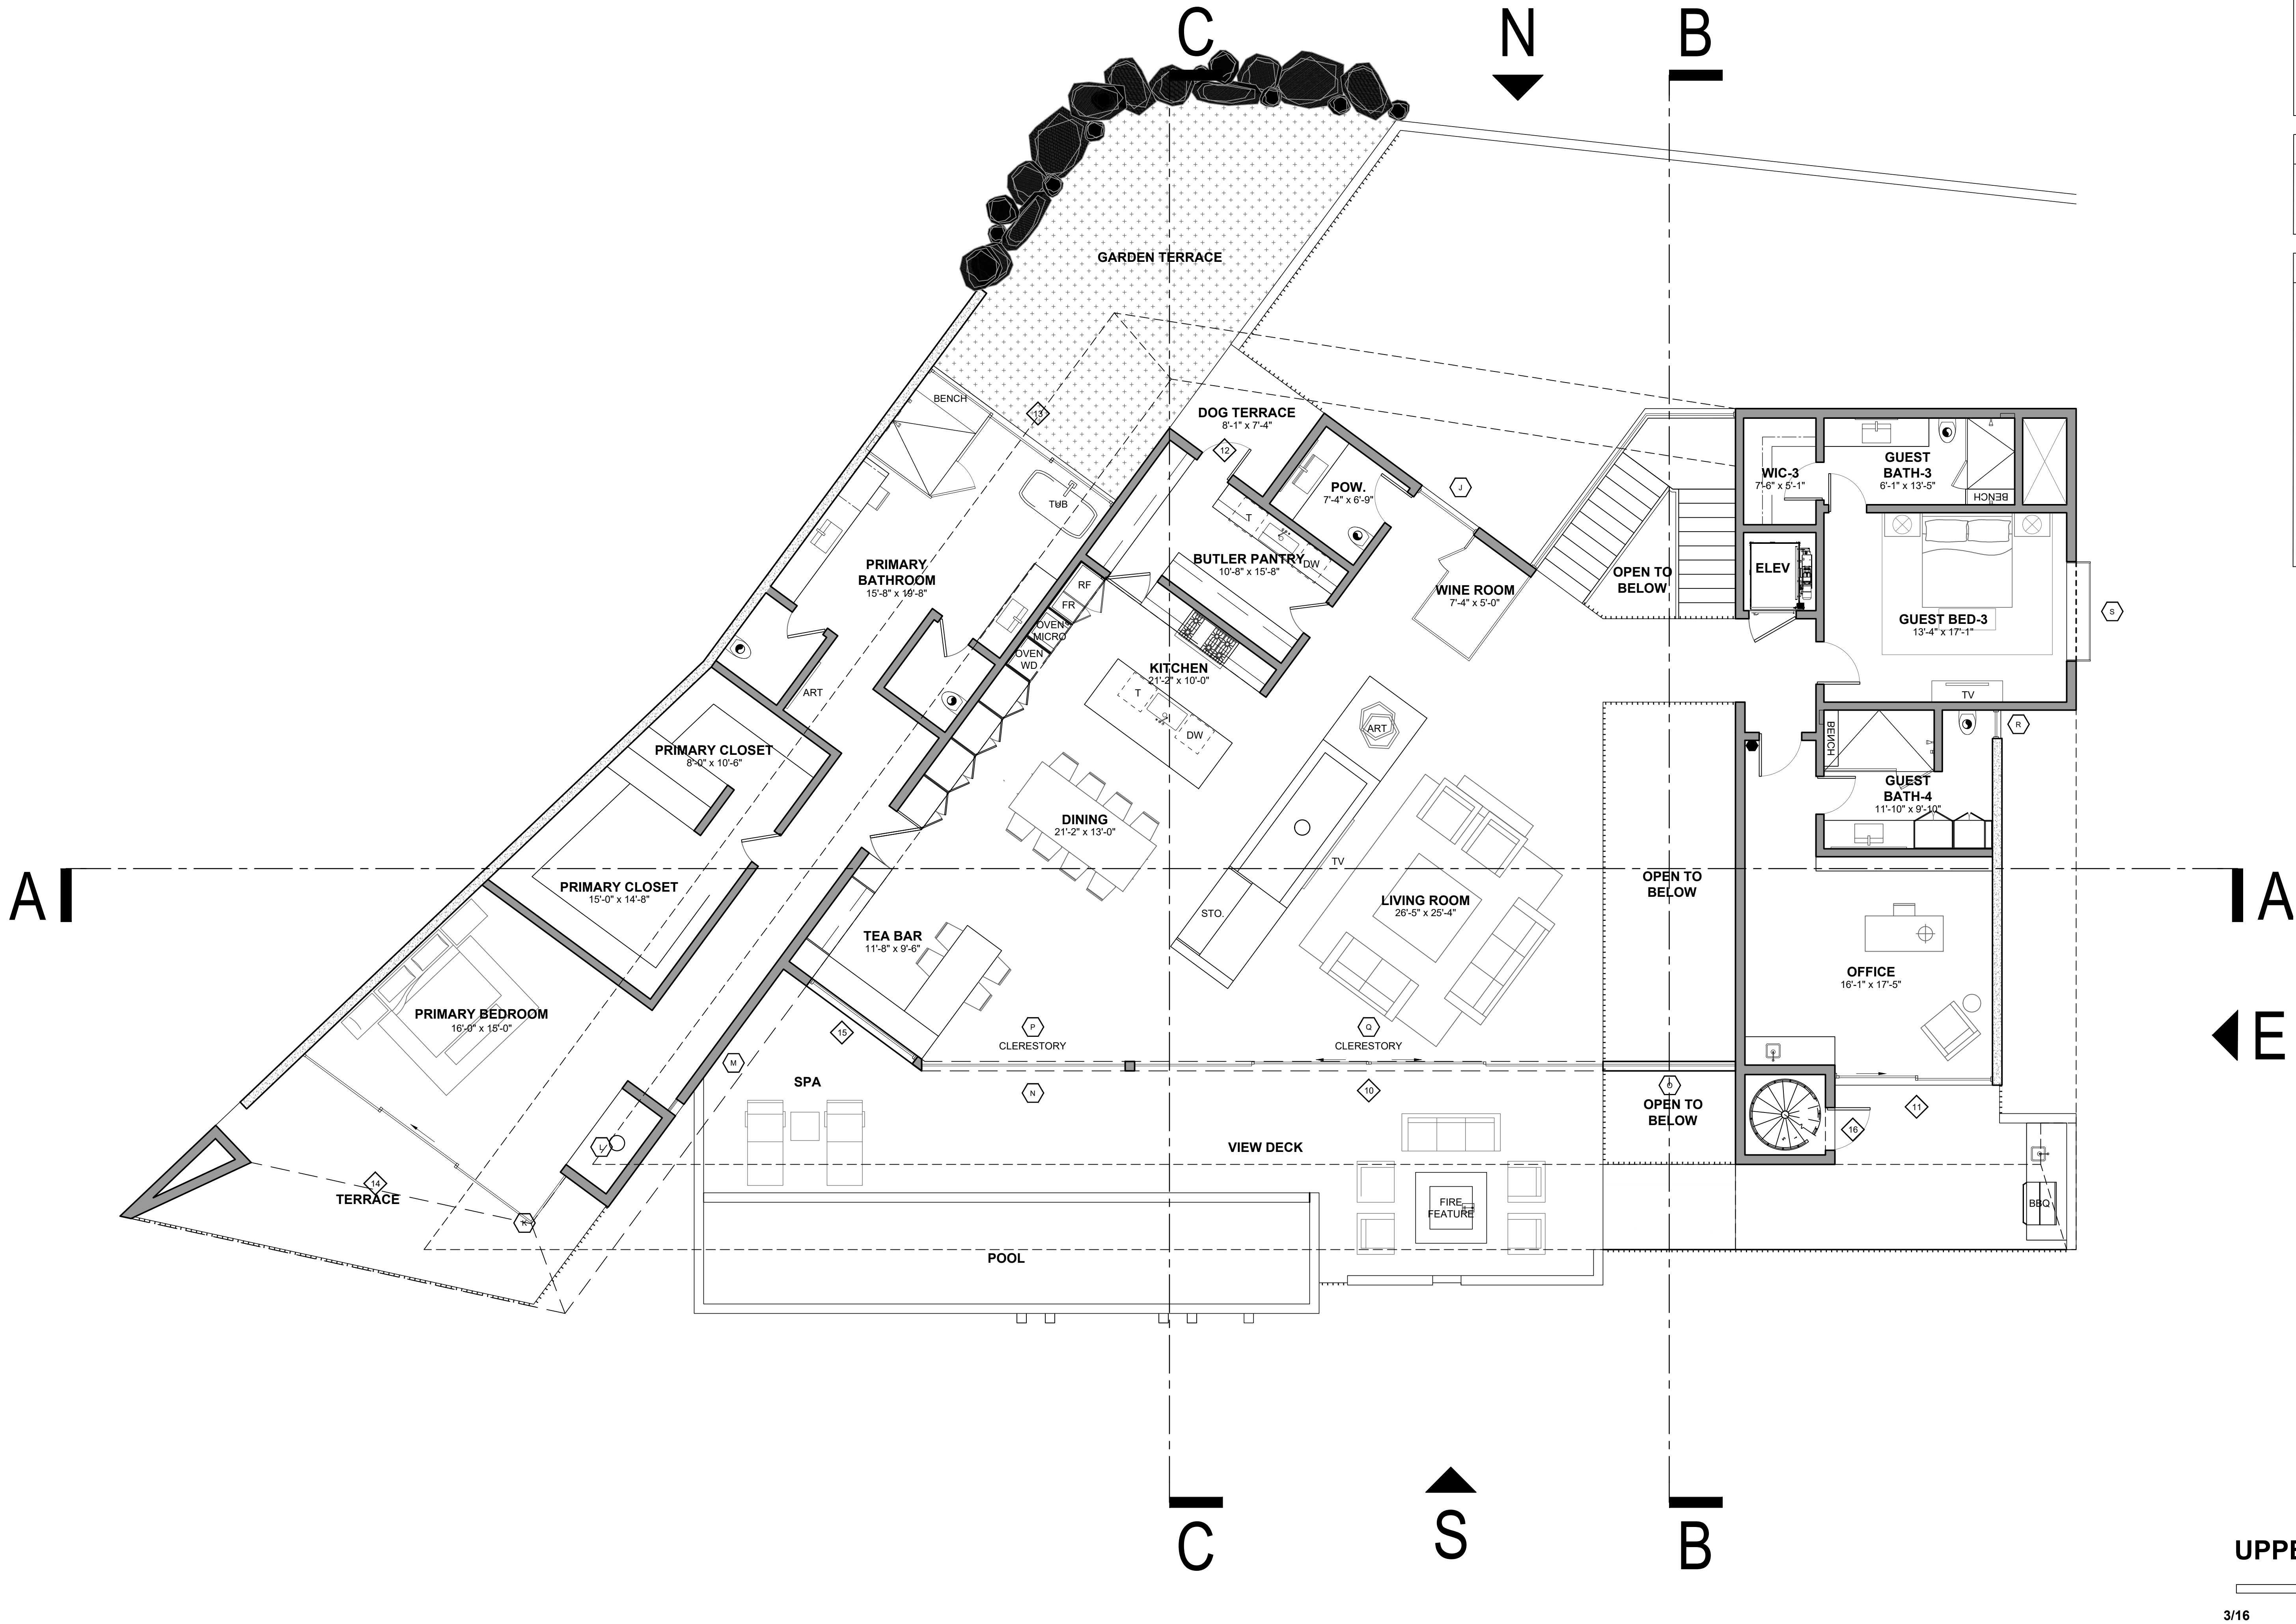 C
N
B
GARDEN TERRACE
BENCH
13
DOG TERRACE
8'-1" x 7'-4"
12
POW.
7'-4" x 6'-9"
J
TUB
T
BUTLER PANTRY
10'-8" x 15'-8"
DW
WINE ROOM
7'-4" x 5'-0"
OPEN TO
BELOW
WIC-3
7'-6" x 5'-1"
GUEST
BATH-3
6'-1" x 13'-5"
BENCH
ELEV
GUEST BED-3
13'-4" x 17'-1"
S
TV
PRIMARY
BATHROOM
15'-8" x 19'-8"
RF
FR
OVEN
MICRO
OVEN
WD
KITCHEN
21'-2" x 10'-0"
T
DW
ART
ART
R
BENCH
GUEST
BATH-4
11'-10" x 9'-10"
PRIMARY CLOSET
8'-0" x 10'-6"
DINING
21'-2" x 13'-0"
TV
A
A
PRIMARY CLOSET
15'-0" x 14'-8"
STO.
LIVING ROOM
26'-5" x 25'-4"
OPEN TO
BELOW
TEA BAR
11'-8" x 9'-6"
OFFICE
16'-1" x 17'-5"
PRIMARY BEDROOM
16'-0" x 15'-0"
15
P
CLERESTORY
Q
CLERESTORY
E
M
SPA
N
10
O
OPEN TO
BELOW
11
16
L
VIEW DECK
14
TERRACE
K
FIRE
FEATURE
BBQ
POOL
C
S
B
UPPE
3/16